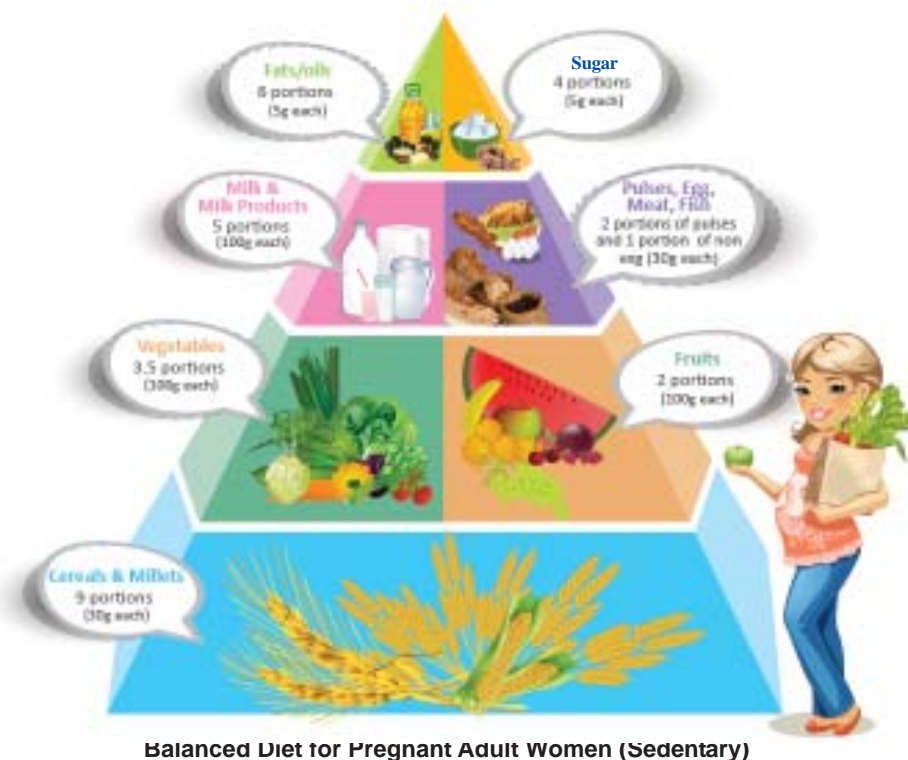 Fats/oils
6 portions
(5g each)
Sugar
4 portions
(5g each)
Milk &
Milk Products
5 portions
(100g each)
Pulses, Egg,
Meat, Fish
2 portions of pulses
and 1 portion of non
veg (30g each)
Vegetables
3.5 portions
(100g each)
Fruits
2 portions
(100g each)
Cereals & Millets
9 portions
(30g each)
Balanced Diet for Pregnant Adult Women (Sedentary)